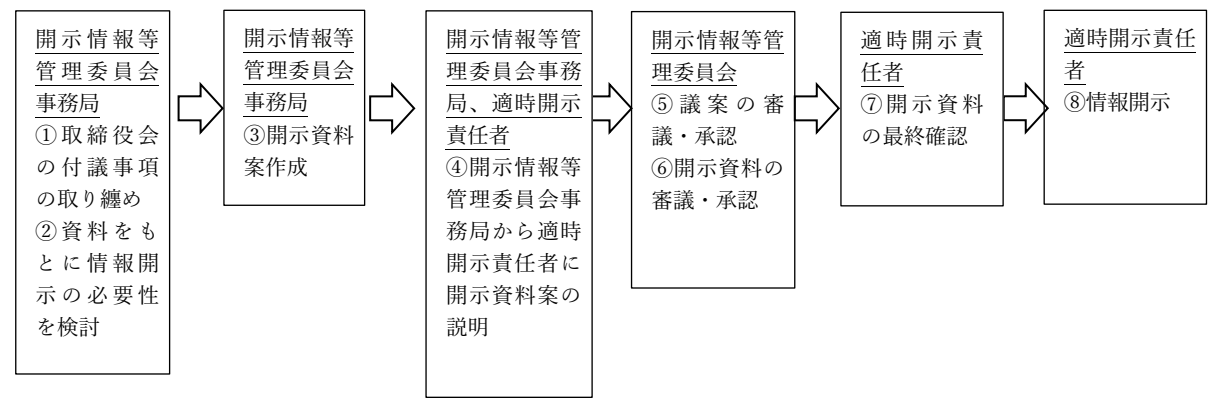 開示情報等
管理委員会
事務局
①取締役会
の付議事項
の取り纏め
②資料をも
とに情報開
示の必要性
を検討
開示情報等
管理委員会
事務局
③開示資料
案作成
開示情報等管
理委員会事務
局、適時開示
責任者
④開示情報等
管理委員会事
務局から適時
開示責任者に
開示資料案の
説明
開示情報等管
理委員会
⑤議案の審
議・承認
⑥開示資料の
審議・承認
適時開示責
任者
⑦開示資料
の最終確認
適時開示責任
者
⑧情報開示